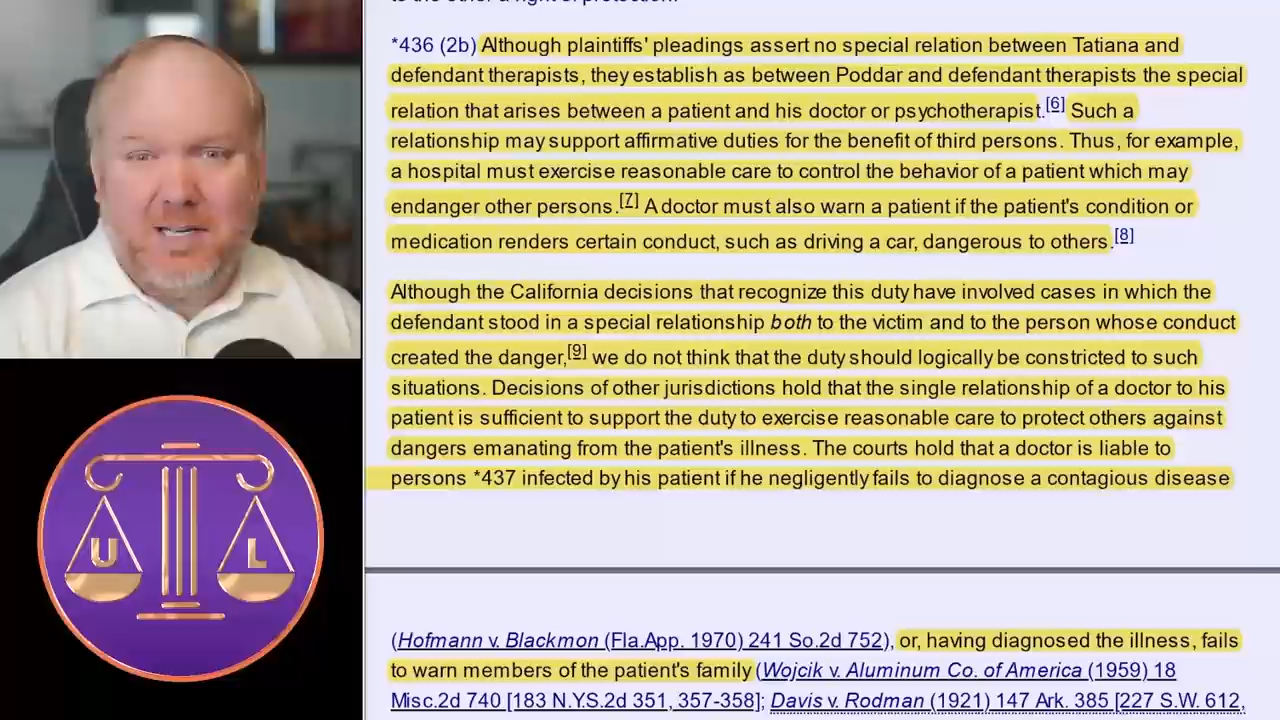 *436 (2b) Although plaintiffs' pleadings assert no special relation between Tatiana and
defendant therapists, they establish as between Poddar and defendant therapists the special
relation that arises between a patient and his doctor or psychotherapist.[6] Such a
relationship may support affirmative duties for the benefit of third persons. Thus, for example,
a hospital must exercise reasonable care to control the behavior of a patient which may
endanger other persons.[7] A doctor must also warn a patient if the patient's condition or
medication renders certain conduct, such as driving a car, dangerous to others.[8]
Although the California decisions that recognize this duty have involved cases in which the
defendant stood in a special relationship both to the victim and to the person whose conduct
created the danger,[9] we do not think that the duty should logically be constricted to such
situations. Decisions of other jurisdictions hold that the single relationship of a doctor to his
patient is sufficient to support the duty to exercise reasonable care to protect others against
dangers emanating from the patient's illness. The courts hold that a doctor is liable to
persons *437 infected by his patient if he negligently fails to diagnose a contagious disease
(Hofmann v. Blackmon (Fla.App. 1970) 241 So.2d 752), or, having diagnosed the illness, fails
to warn members of the patient's family (Wojcik v. Aluminum Co. of America (1959) 18
Misc.2d 740 [183 N.Y.S.2d 351, 357-358]; Davis v. Rodman (1921) 147 Ark. 385 [227 S.W. 612,
U L